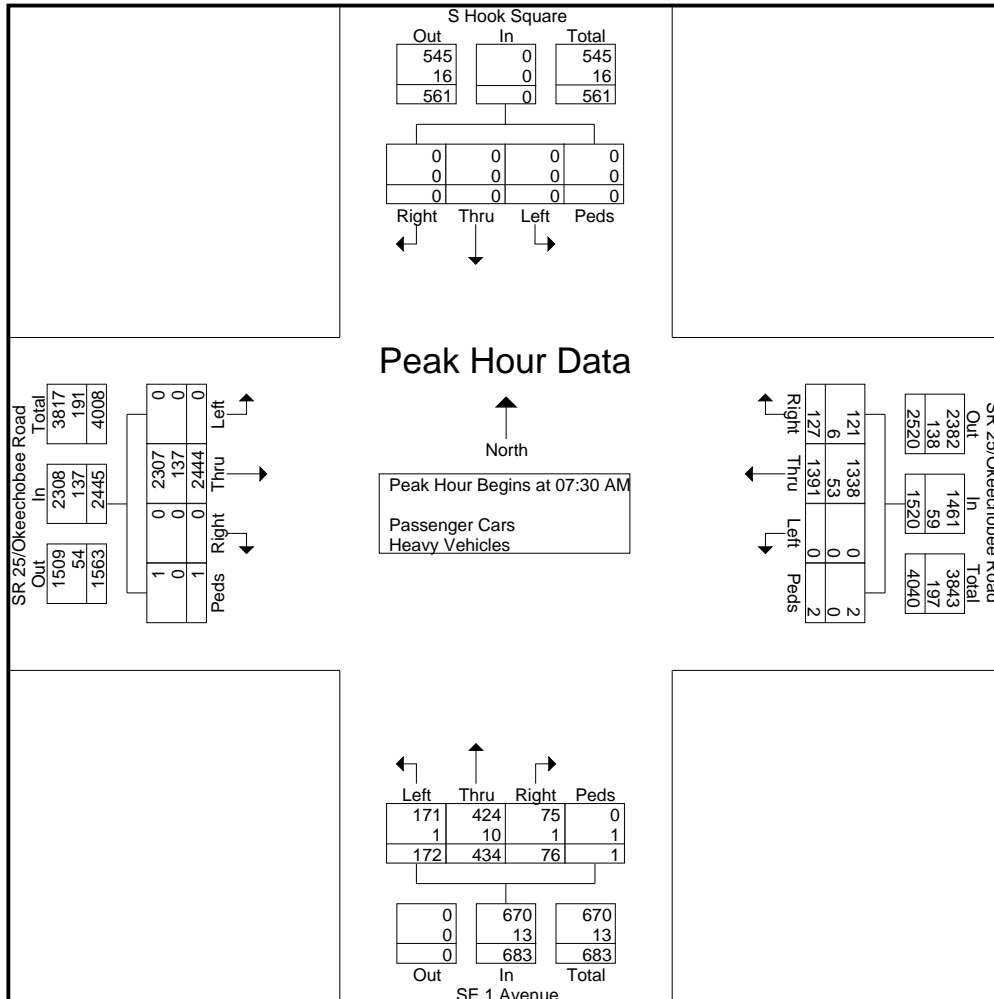 S Hook Square
Out In Total
545 0 545
16 0 16
561 0 561
0 0 0 0
0 0 0 0
0 0 0 0
Right Thru Left Peds
Peak Hour Data
North
Peak Hour Begins at 07:30 AM
Passenger Cars
Heavy Vehicles
SR 25/Okeechobee Road
Total In Out
3817 2308 1509
191 137 54
4008 2445 1563
0 2307 0 1
0 137 0 0
0 2444 0 1
Left Thru Right Peds
SR 25/Okeechobee Road
Out In Total
2382 1461 3843
138 59 197
2520 1520 4040
121 1338 0 2
6 53 0 0
127 1391 0 2
Right Thru Left Peds
Left Thru Right Peds
171 424 75 0
1 10 1 1
172 434 76 1
0 670 670
0 13 13
0 683 683
Out In Total
SE 1 Avenue